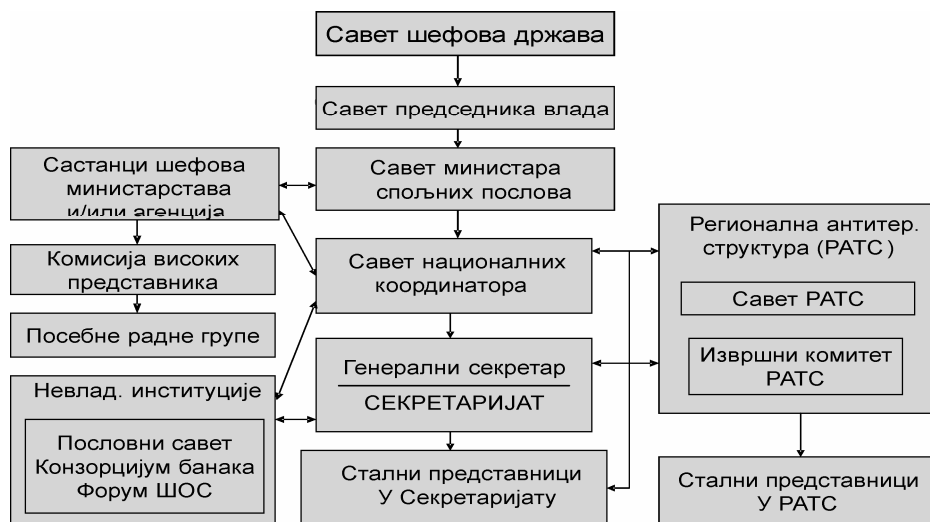 Савет шефова држава
Савет председника влада
Састанци шефова
министарстава
и/или агенција
Савет министара
спољних послова
Регионална антитер.
структура (РАТС)
Савет РАТС
Извршни комитет
РАТС
Комисија високих
представника
Савет националних
координатора
Посебне радне групе
Генерални секретар
СЕКРЕТАРИЈАТ
Невлад. институције
Пословни савет
Конзорцијум банака
Форум ШОС
Стални представници
У Секретаријату
Стални представници
У РАТС